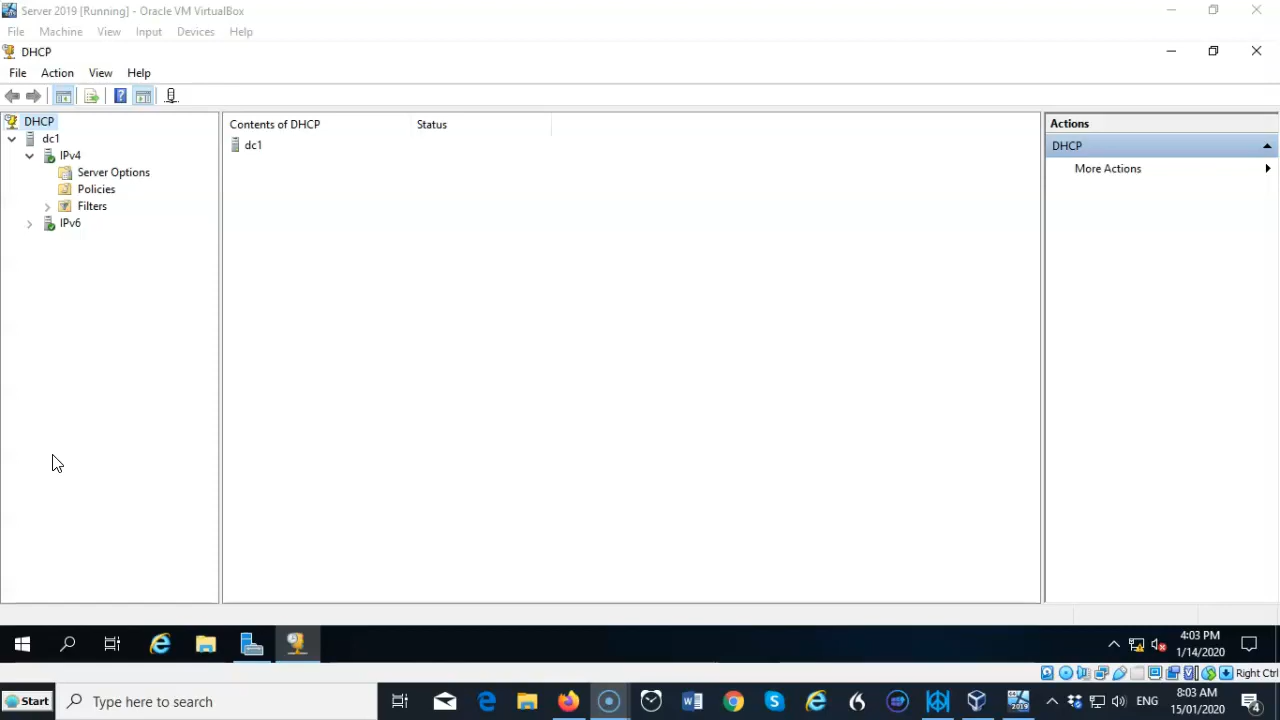 Server 2019 [Running] - Oracle VM VirtualBox
File Machine View Input Devices Help
DHCP
File Action View Help
DHCP
dc1
IPv4
Server Options
Policies
Filters
IPv6
Contents of DHCP Status
dc1
Actions
DHCP
More Actions
4:03 PM
1/14/2020
Right Ctrl
Start
Type here to search
2019
ENG
8:03 AM
15/01/2020
4